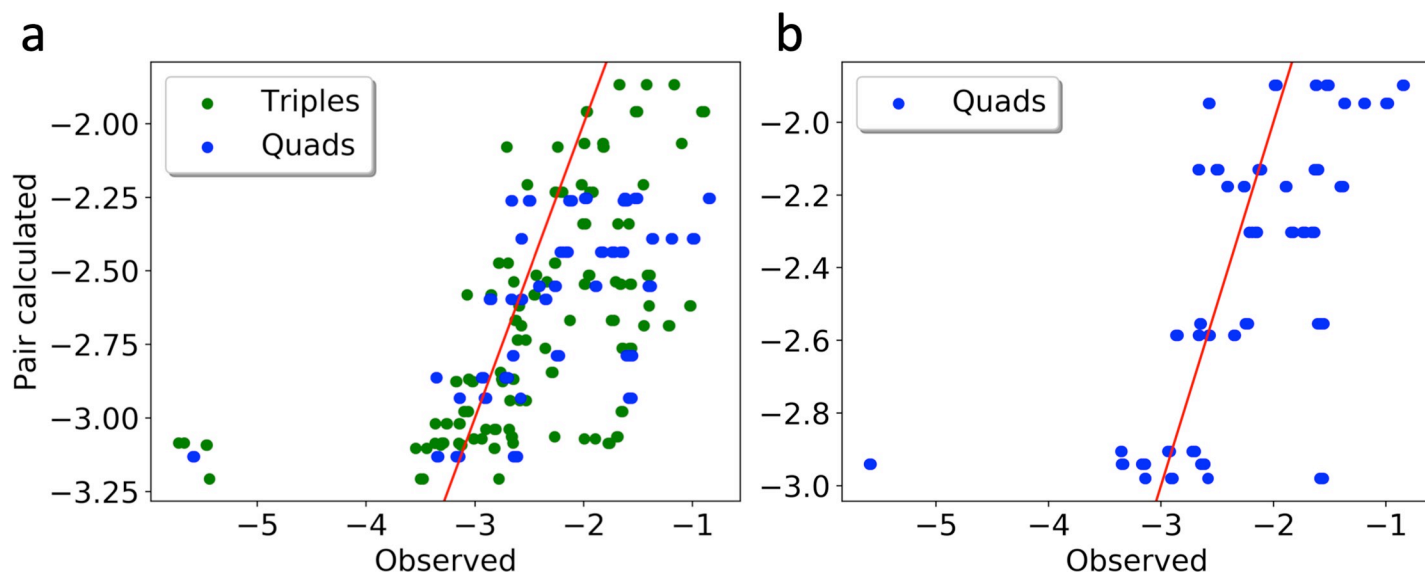 a
b
Triples
Quads
Quads
Pair calculated
−2.00
−2.25
−2.50
−2.75
−3.00
−3.25
−2.0
−2.2
−2.4
−2.6
−2.8
−3.0
−5 −4 −3 −2 −1
−5 −4 −3 −2 −1
Observed
Observed